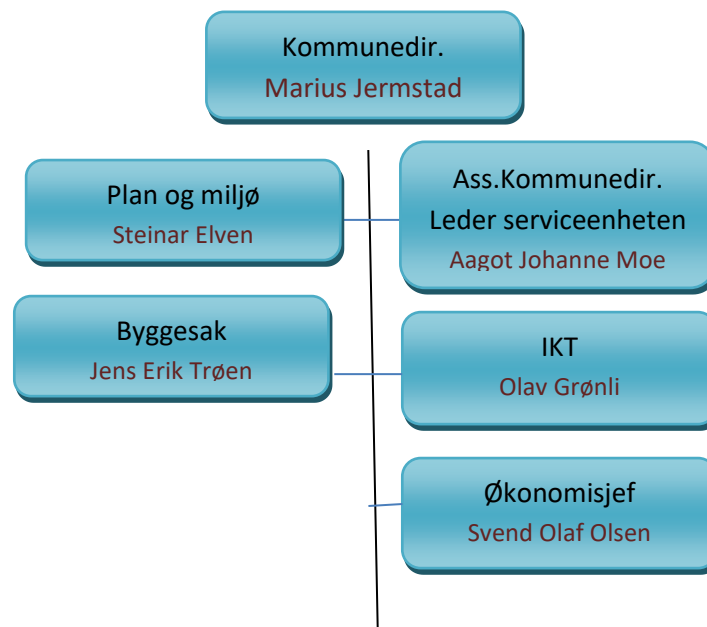 Kommunedir.
Marius Jermstad
Plan og miljø
Steinar Elven
Ass.Kommunedir.
Leder serviceenheten
Aagot Johanne Moe
Byggesak
Jens Erik Trøen
IKT
Olav Grønli
Økonomisjef
Svend Olaf Olsen